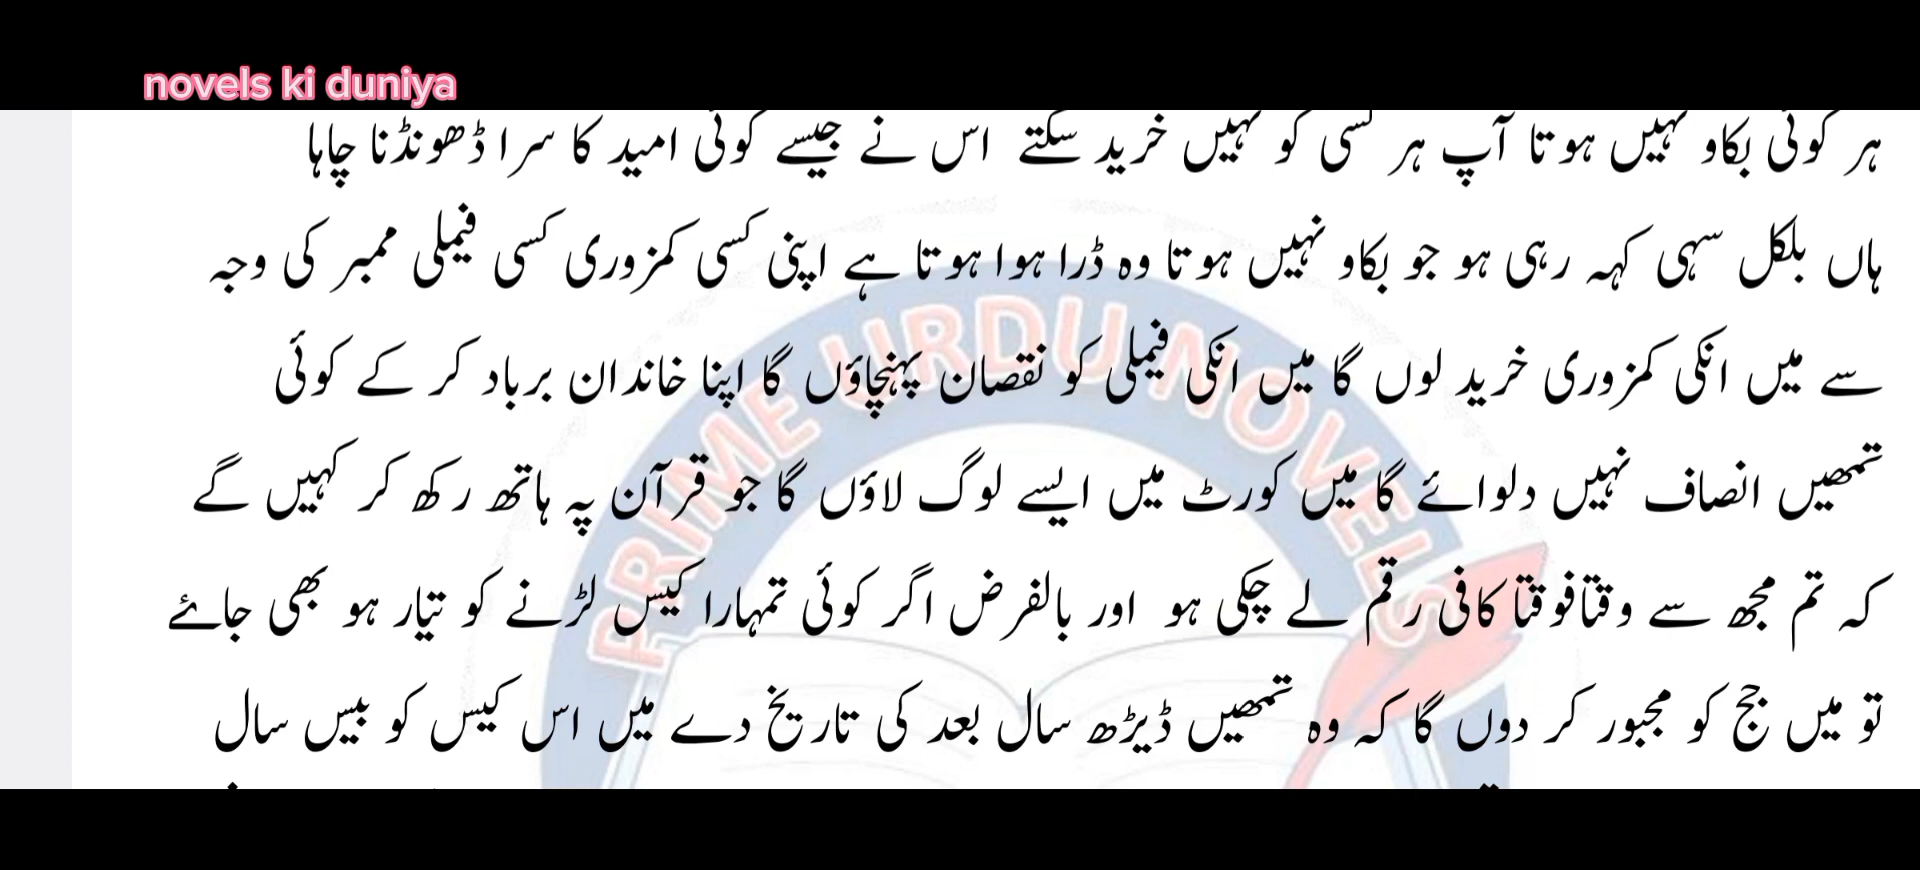 novels ki duniya
ہر کوئی بکاو نہیں ہوتا آپ ہر کسی کو نہیں خرید سکتے اس نے جیسے کوئی امید کا سرا ڈھونڈنا چاہا
ہاں بلکل سہی کہہ رہی ہو جو بکاو نہیں ہوتا وہ ڈرا ہوا ہوتا ہے اپنی کسی کمزوری کسی فیملی ممبر کی وجہ
سے میں انکی کمزوری خرید لوں گا میں انکی فیملی کو نقصان پہنچاؤں گا اپنا خاندان برباد کر کے کوئی
تمھیں انصاف نہیں دلوائے گا میں کورٹ میں ایسے لوگ لاؤں گا جو قرآن پہ ہاتھ رکھ کر کہیں گے
کہ تم مجھ سے وقتافوقتا کافی رقم لے چکی ہو اور بالفرض اگر کوئی تمہارا کیس لڑنے کو تیار ہو بھی جائے
تو میں جج کو مجبور کر دوں گا کہ وہ تمھیں ڈیڑھ سال بعد کی تاریخ دے میں اس کیس کو بیس سال
PRIME URDU NOVELS